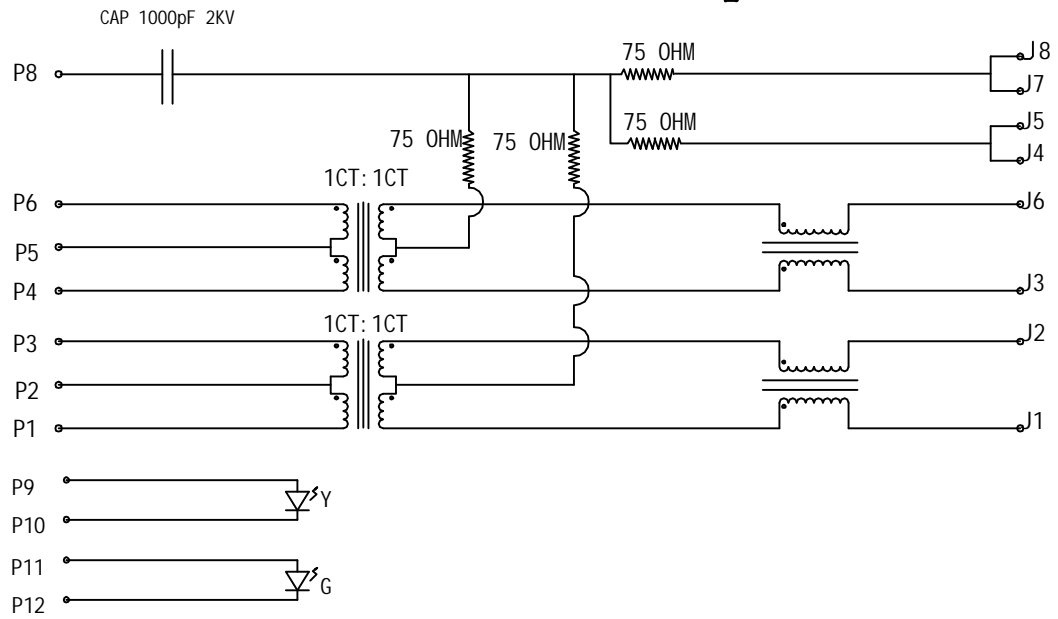 CAP 1000pF 2KV
75 OHM
J8
P8
J7
75 OHM
J5
75 OHM
75 OHM
J4
1CT: 1CT
P6
J6
P5
P4
J3
1CT: 1CT
P3
J2
P2
P1
J1
P9
Y
P10
P11
G
P12